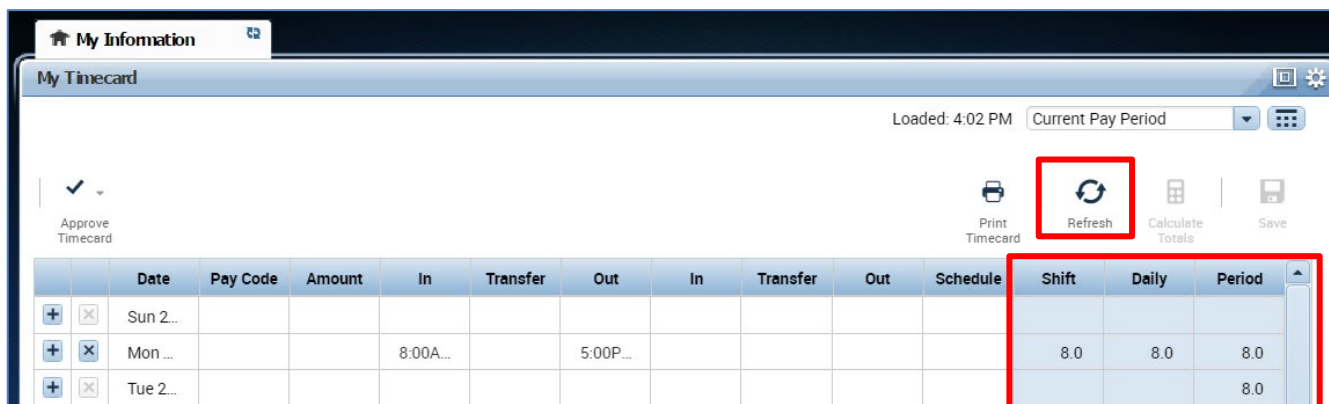 My Information
My Timecard
Loaded: 4:02 PM Current Pay Period
Approve
Timecard
Print
Timecard
Refresh
Calculate
Totals
Save
Date Pay Code Amount In Transfer Out In Transfer Out Schedule Shift Daily Period
Sun 2...
Mon ... 8:00A... 5:00P... 8.0 8.0 8.0
Tue 2... 8.0